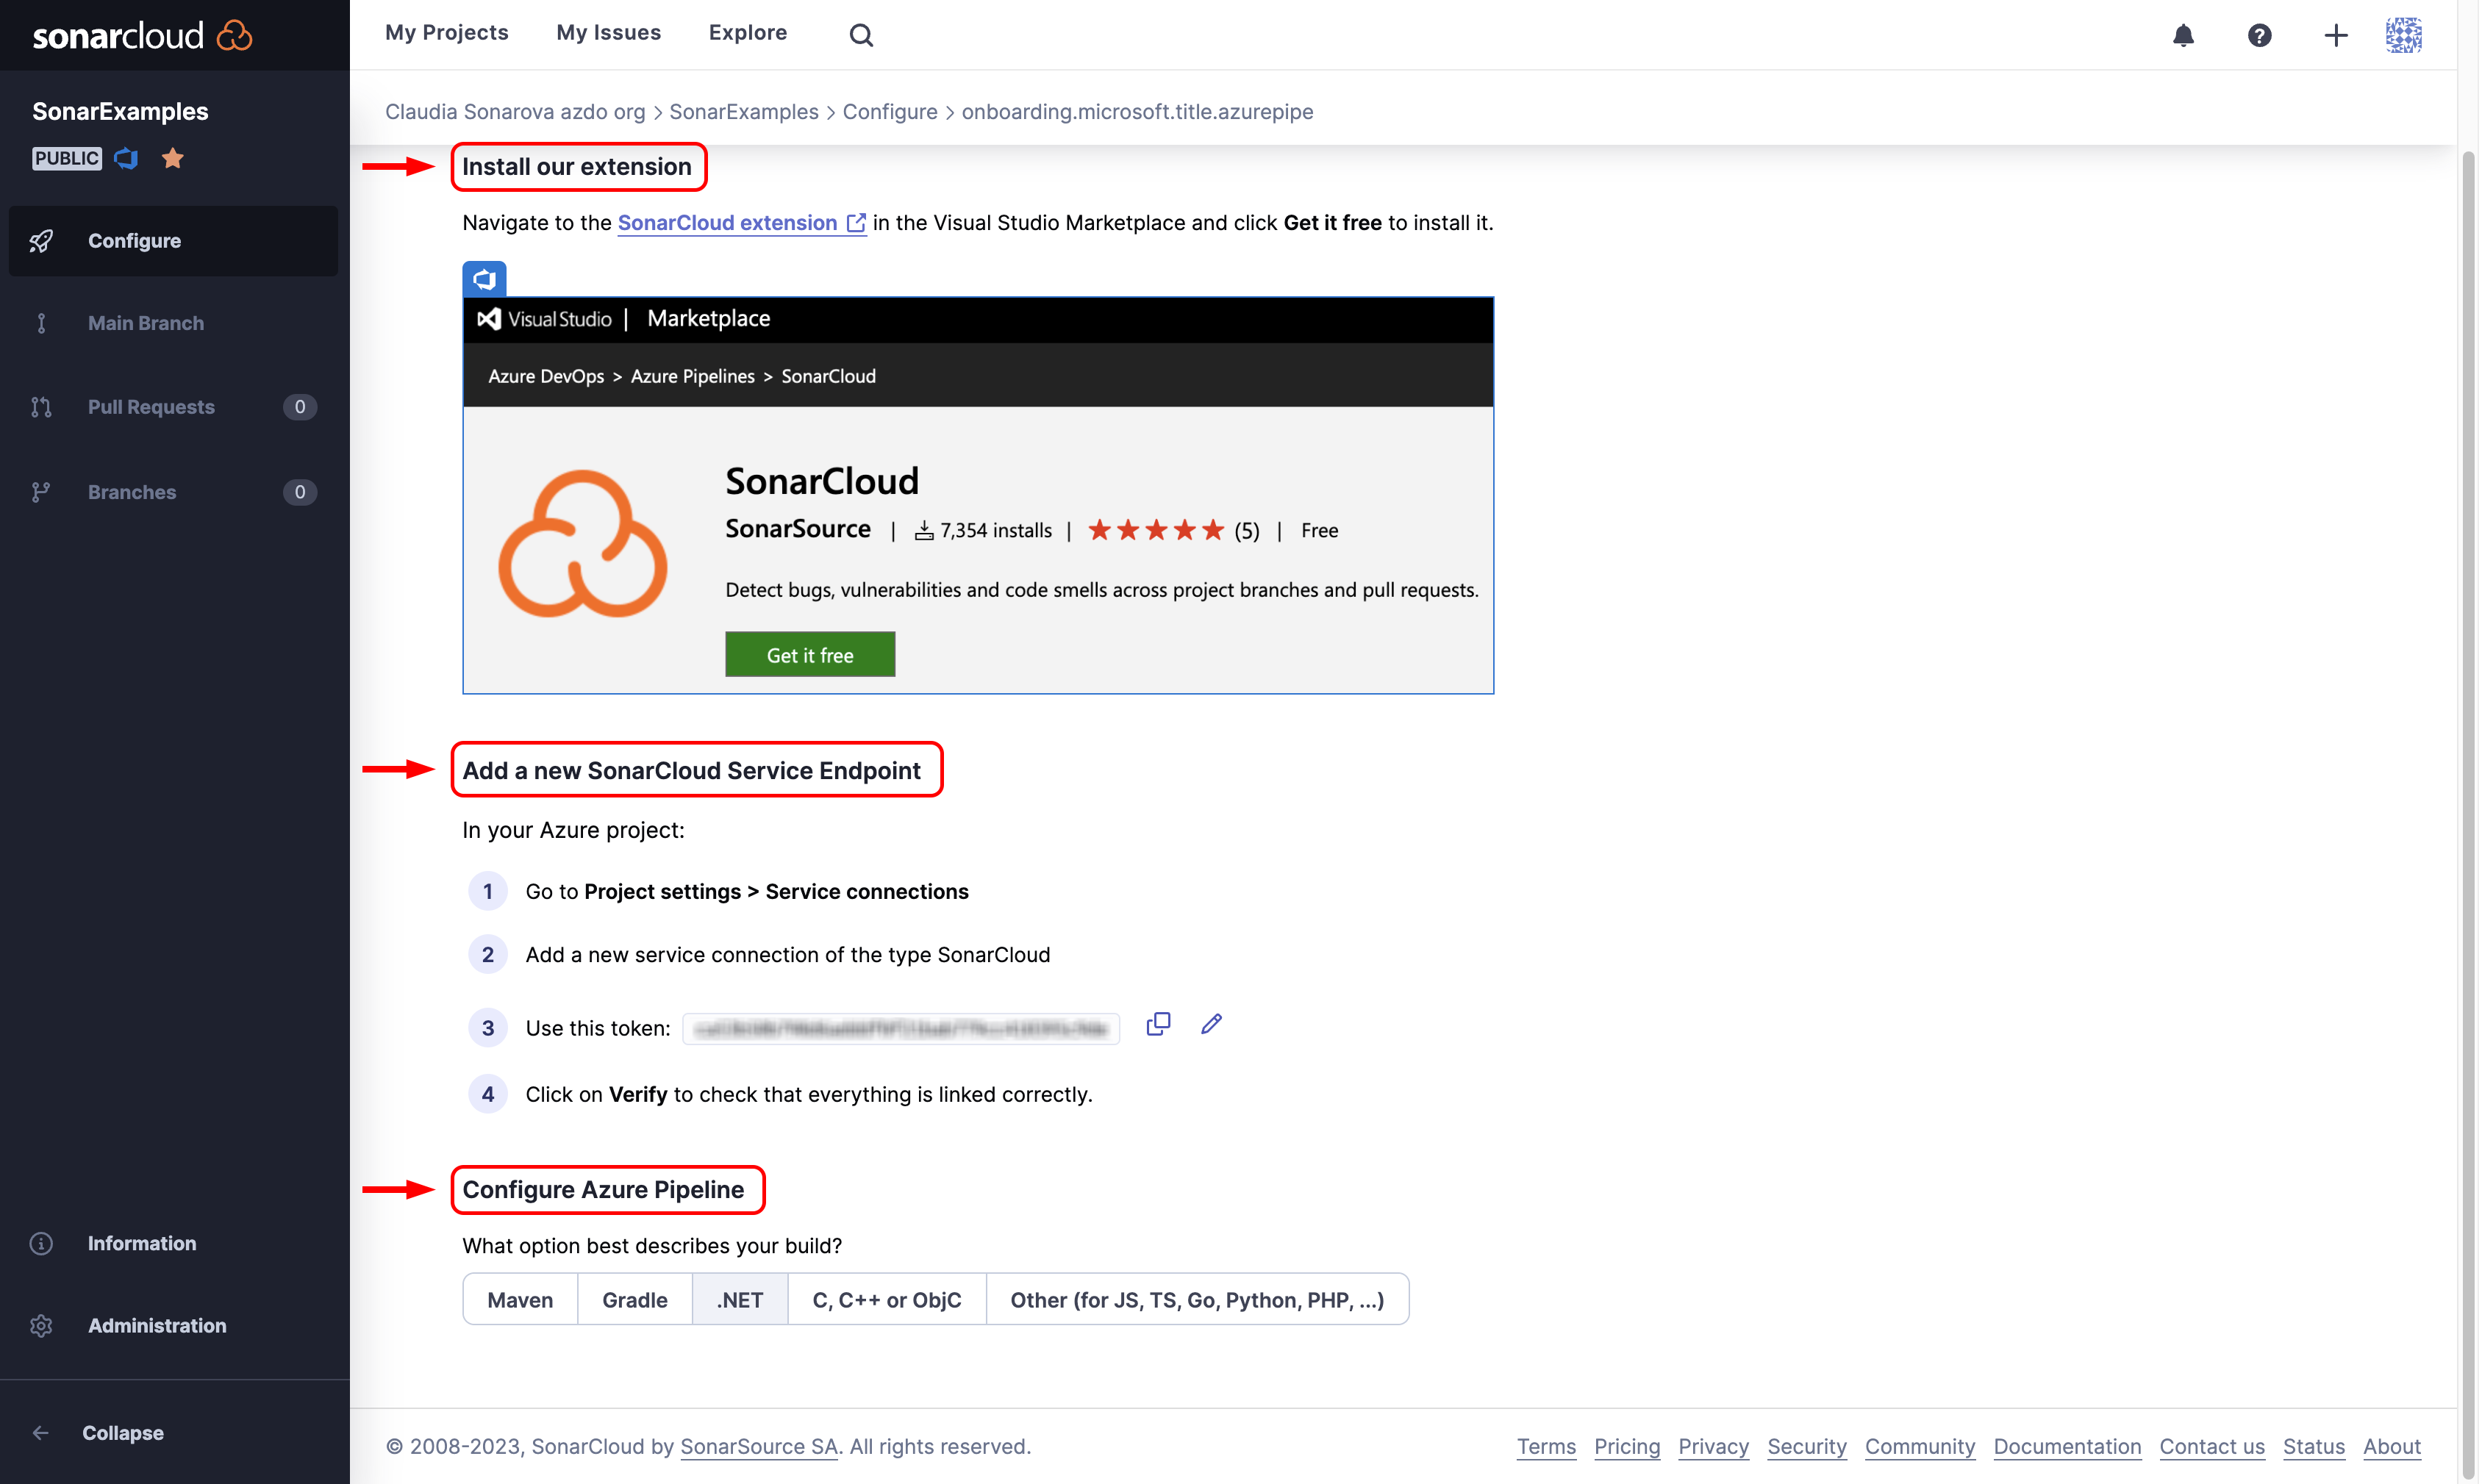 sonarcloud
My Projects My Issues Explore
SonarExamples
PUBLIC
Configure
Main Branch
Pull Requests 0
Branches 0
Information
Administration
Collapse
Claudia Sonarova azdo org > SonarExamples > Configure > onboarding.microsoft.title.azurepipe
Install our extension
Navigate to the SonarCloud extension in the Visual Studio Marketplace and click Get it free to install it.
Visual Studio | Marketplace
Azure DevOps > Azure Pipelines > SonarCloud
SonarCloud
SonarSource | 7,354 installs | ★★★★★ (5) | Free
Detect bugs, vulnerabilities and code smells across project branches and pull requests.
Get it free
Add a new SonarCloud Service Endpoint
In your Azure project:
1 Go to Project settings > Service connections
2 Add a new service connection of the type SonarCloud
3 Use this token:
4 Click on Verify to check that everything is linked correctly.
Configure Azure Pipeline
What option best describes your build?
Maven Gradle .NET C, C++ or ObjC Other (for JS, TS, Go, Python, PHP, ...)
© 2008-2023, SonarCloud by SonarSource SA. All rights reserved.
Terms Pricing Privacy Security Community Documentation Contact us Status About